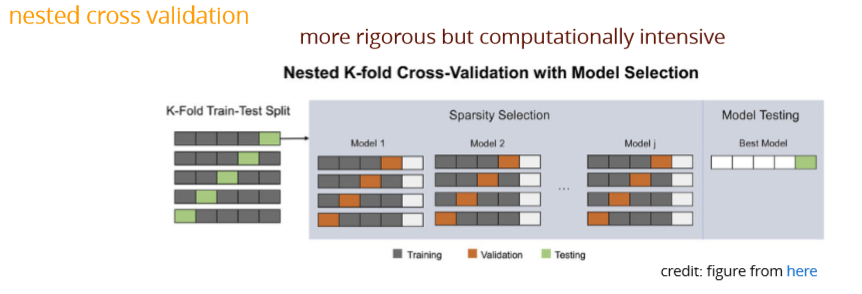 nested cross validation
more rigorous but computationally intensive
Nested K-fold Cross-Validation with Model Selection
K-Fold Train-Test Split
Sparsity Selection
Model Testing
Model 1
Model 2
Model j
Best Model
...
Training
Validation
Testing
credit: figure from here